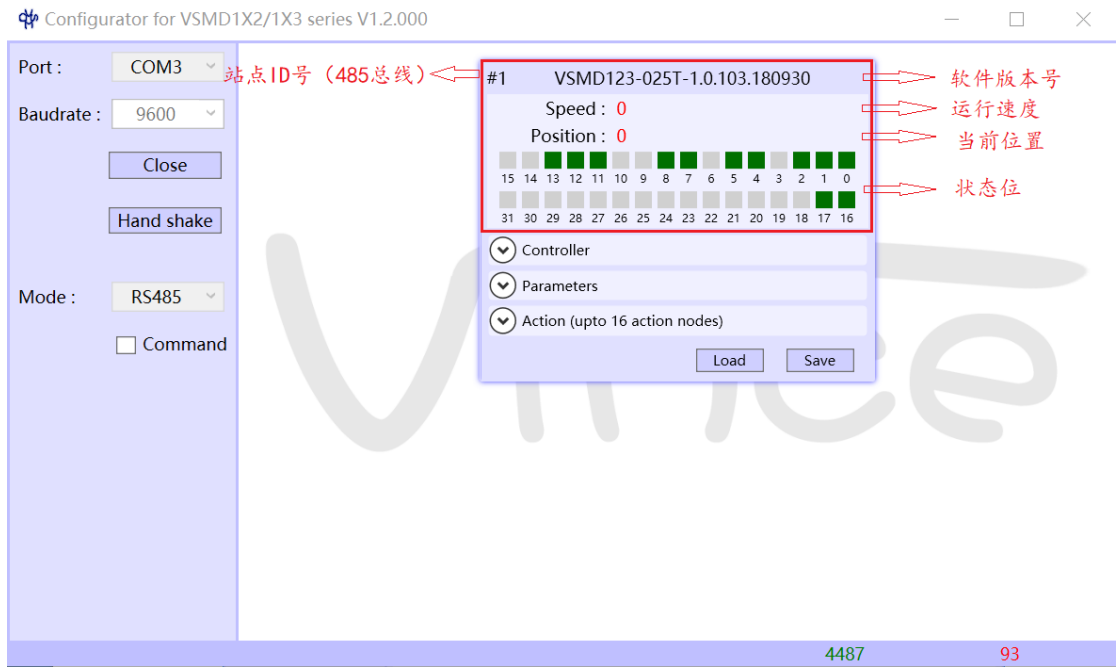 Configurator for VSMD1X2/1X3 series V1.2.000
Port : COM3
Baudrate : 9600
Close
Hand shake
Mode : RS485
Command
站点ID号（485总线）
#1 VSMD123-025T-1.0.103.180930
软件版本号
Speed : 0
运行速度
Position : 0
当前位置
15 14 13 12 11 10 9 8 7 6 5 4 3 2 1 0
状态位
31 30 29 28 27 26 25 24 23 22 21 20 19 18 17 16
Controller
Parameters
Action (upto 16 action nodes)
Load Save
Vince
4487 93